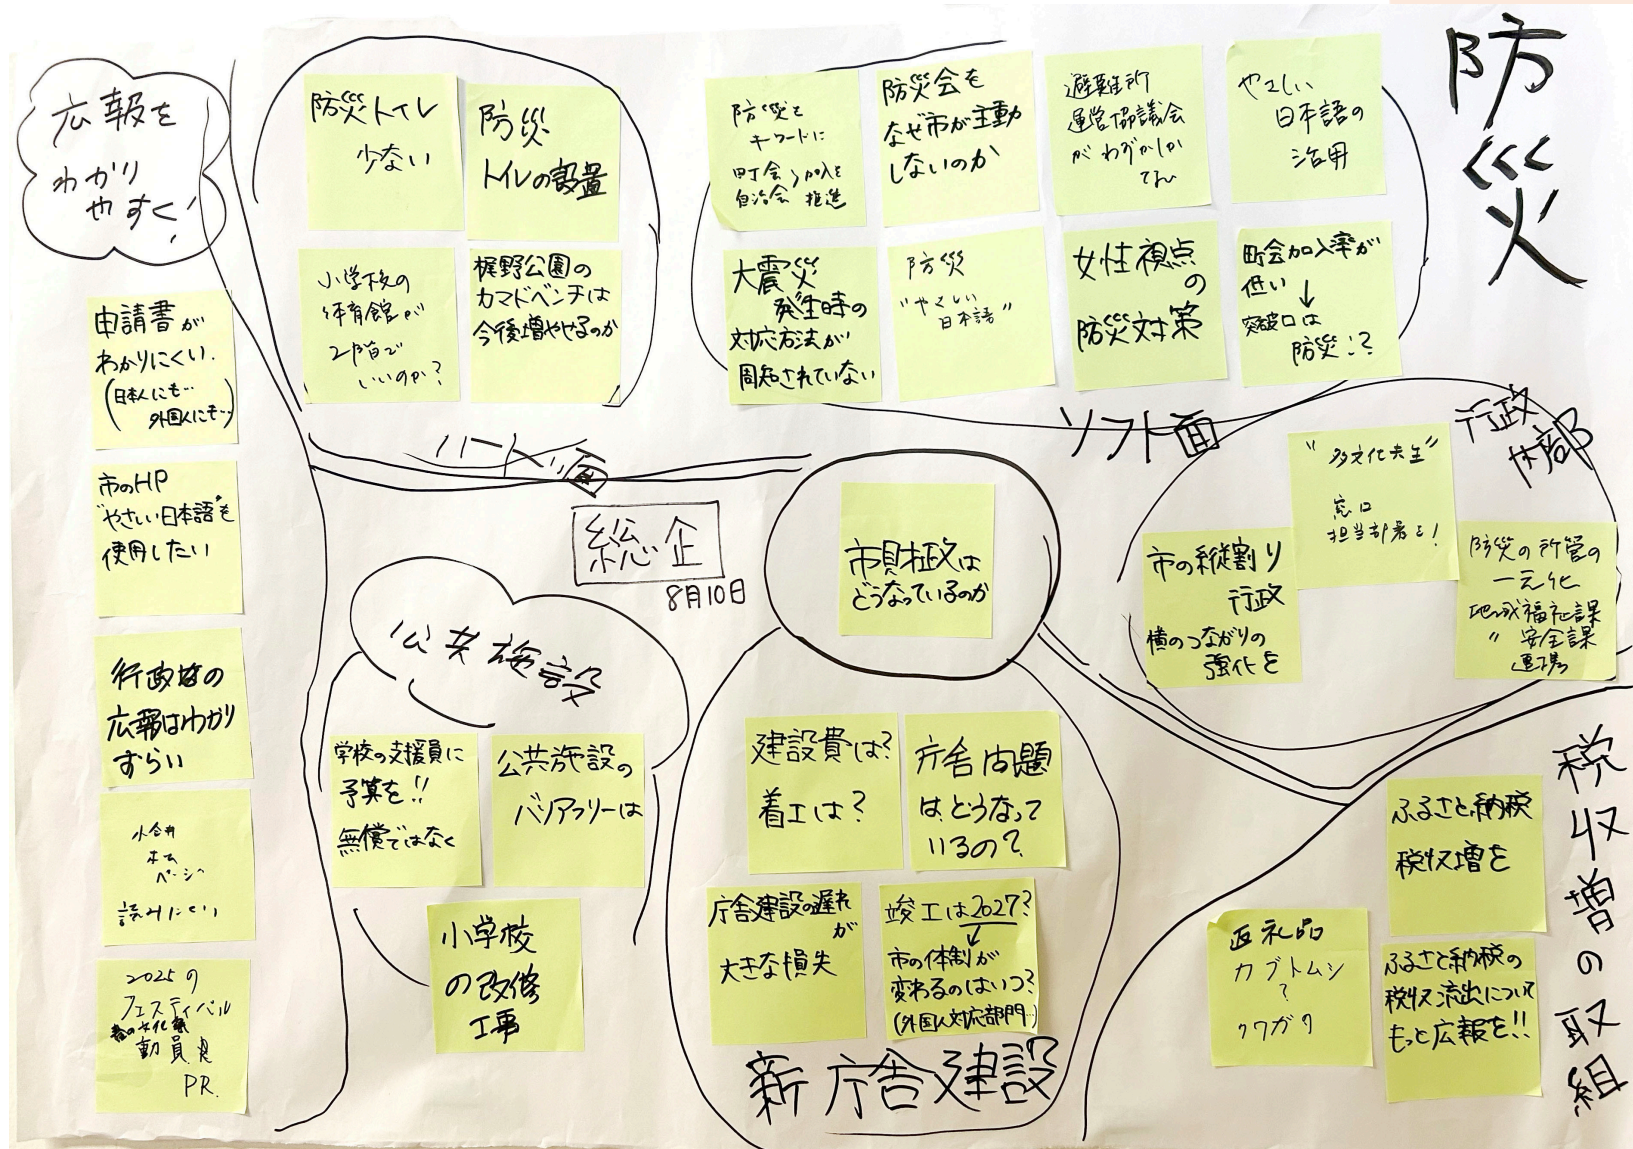 防災
広報を
わかり
やすく!
申請書が
わかりにくい.
(日本人にも…
外国人にも…)
市のHP
"やさしい日本語"も
使用したい
行政の
広報はわかり
ずらい
小金井
ホーム
ページ
読みにくい
2025の
フェスティバル
動員
PR.
防災トイレ
少ない
防災
トイレの設置
小学校の
体育館が
2階で
いいのか?
梶野公園の
カマドベンチは
今後増やせるのか
ハード面
防災を
キーワードに
町会
自治会
加入を
推進
防災会を
なぜ市が主動
しないのか
避難所
運営協議会
がわずかしか
ない
やさしい
日本語の
活用
大震災
発生時の
対応方法が
周知されていない
防災
"やさしい
日本語"
女性視点
の
防災対策
町会加入率が
低い ↓
突破口は
防災!?
ソフト面
総企
8月10日
市財政は
どうなっているのか
行政
"多文化共生"
窓口
担当部署を!
市の縦割り
行政
横のつながりの
強化を
防災の所管の
一元化
地域福祉課
〃 安全課
連携
公共施設
学校の支援員に
予算を!!
無償ではなく
公共施設の
バリアフリーは
小学校
の改修
工事
建設費は?
着工は?
庁舎問題
は、どうなって
いるの?
庁舎建設の遅れ
が
大きな損失
竣工は2027?
↓
市の体制が
変わるのはいつ?
(外国人対応部門…)
新庁舎建設
税収増の取組
ふるさと納税
税収増を
返礼品
カブトムシ
?
クワガタ
ふるさと納税の
税収流出について
もっと広報を!!